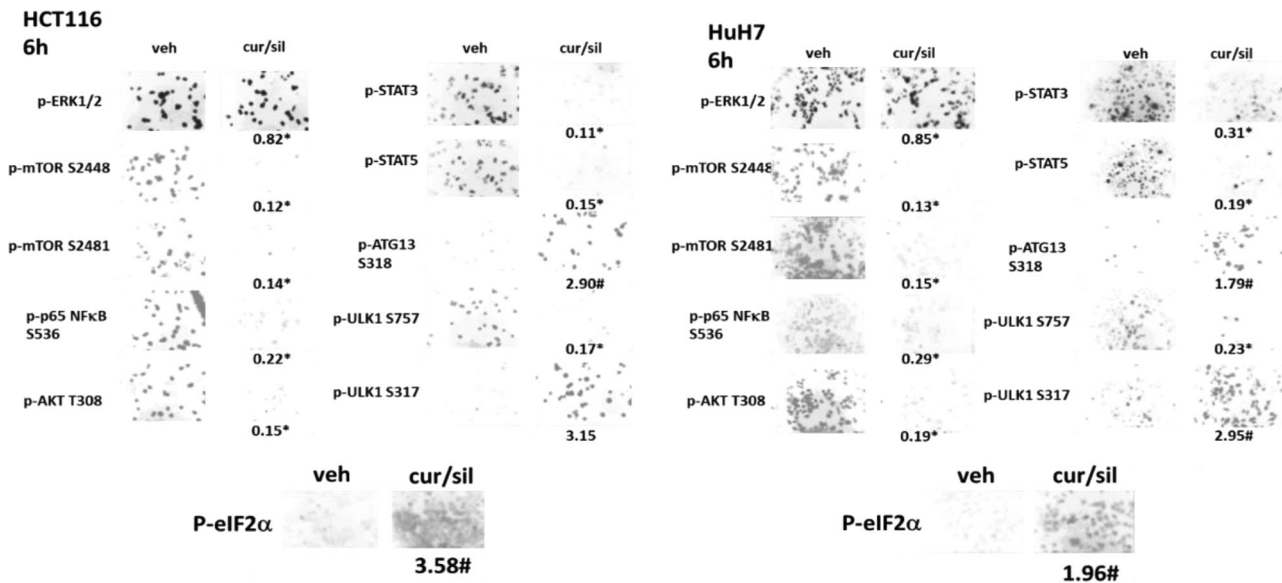 HCT116
6h
veh cur/sil veh cur/sil
p-ERK1/2 p-STAT3
0.82* 0.11*
p-mTOR S2448 p-STAT5
0.12* 0.15*
p-mTOR S2481 p-ATG13
S318
0.14* 2.90#
p-p65 NFκB
S536 p-ULK1 S757
0.22* 0.17*
p-AKT T308 p-ULK1 S317
0.15* 3.15
veh cur/sil
P-eIF2α
3.58#
HuH7
6h
veh cur/sil veh cur/sil
p-ERK1/2 p-STAT3
0.85* 0.31*
p-mTOR S2448 p-STAT5
0.13* 0.19*
p-mTOR S2481 p-ATG13
S318
0.15* 1.79#
p-p65 NFκB
S536 p-ULK1 S757
0.29* 0.23*
p-AKT T308 p-ULK1 S317
0.19* 2.95#
veh cur/sil
P-eIF2α
1.96#